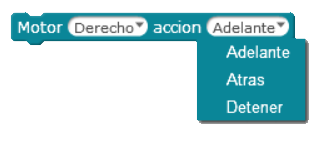 Motor Derecho accion Adelante
Adelante
Atras
Detener